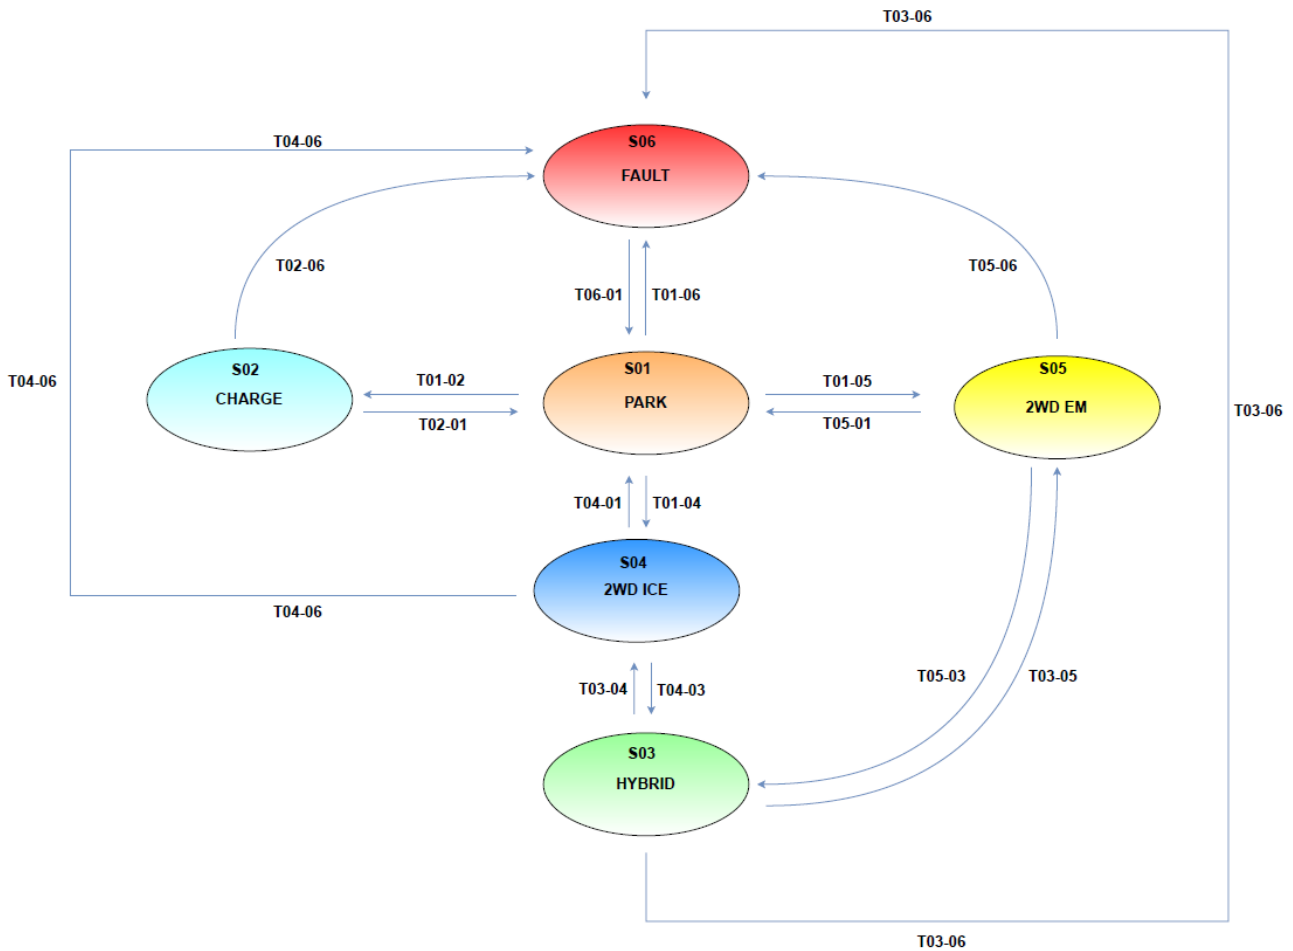 T03-06
T04-06
S06
FAULT
T02-06
T05-06
T06-01
T01-06
T04-06
S02
CHARGE
T01-02
T02-01
S01
PARK
T01-05
T05-01
S05
2WD EM
T03-06
T04-01
T01-04
S04
2WD ICE
T04-06
T03-04
T04-03
T05-03
T03-05
S03
HYBRID
T03-06